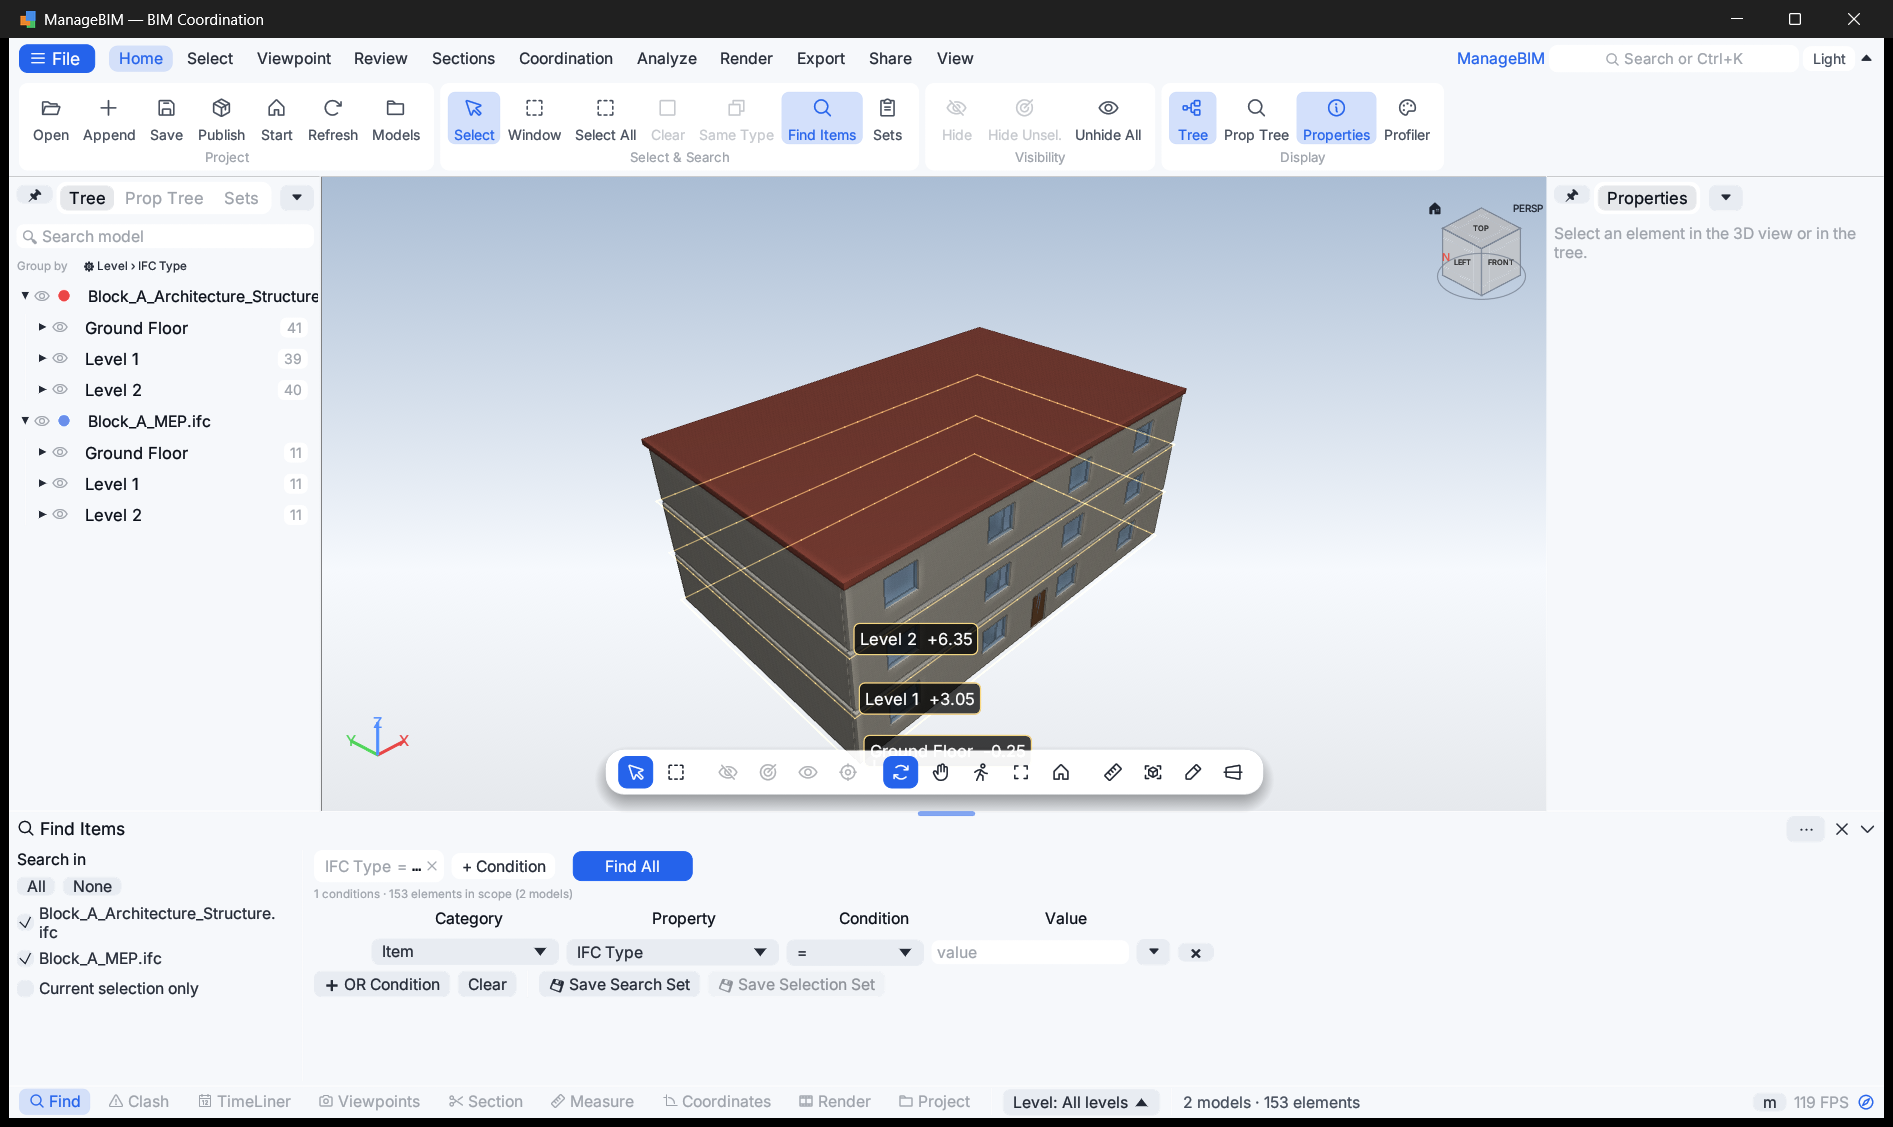 ManageBIM — BIM Coordination
File Home Select Viewpoint Review Sections Coordination Analyze Render Export Share View ManageBIM Search or Ctrl+K Light
Open Append Save Publish Start Refresh Models Select Window Select All Clear Same Type Find Items Sets Hide Hide Unsel. Unhide All Tree Prop Tree Properties Profiler
Project Select & Search Visibility Display
Tree Prop Tree Sets
Search model
Group by Level › IFC Type
Block_A_Architecture_Structure
Ground Floor 41
Level 1 39
Level 2 40
Block_A_MEP.ifc
Ground Floor 11
Level 1 11
Level 2 11
PERSP
TOP
N LEFT FRONT
Level 2 +6.35
Level 1 +3.05
Ground Floor -0.25
Z
Y X
Properties
Select an element in the 3D view or in the
tree.
Find Items
Search in
All None
Block_A_Architecture_Structure.
ifc
Block_A_MEP.ifc
Current selection only
IFC Type = ... × + Condition Find All
1 conditions · 153 elements in scope (2 models)
Category Property Condition Value
Item IFC Type = value
+ OR Condition Clear Save Search Set Save Selection Set
Find Clash TimeLiner Viewpoints Section Measure Coordinates Render Project Level: All levels 2 models · 153 elements m 119 FPS